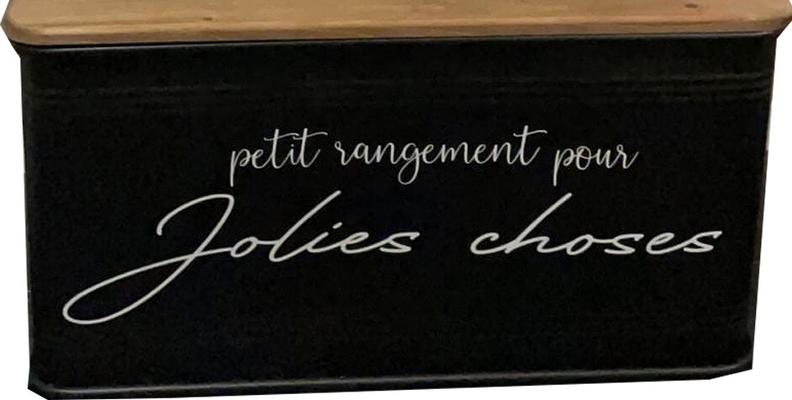 petit rangement pour
Jolies choses